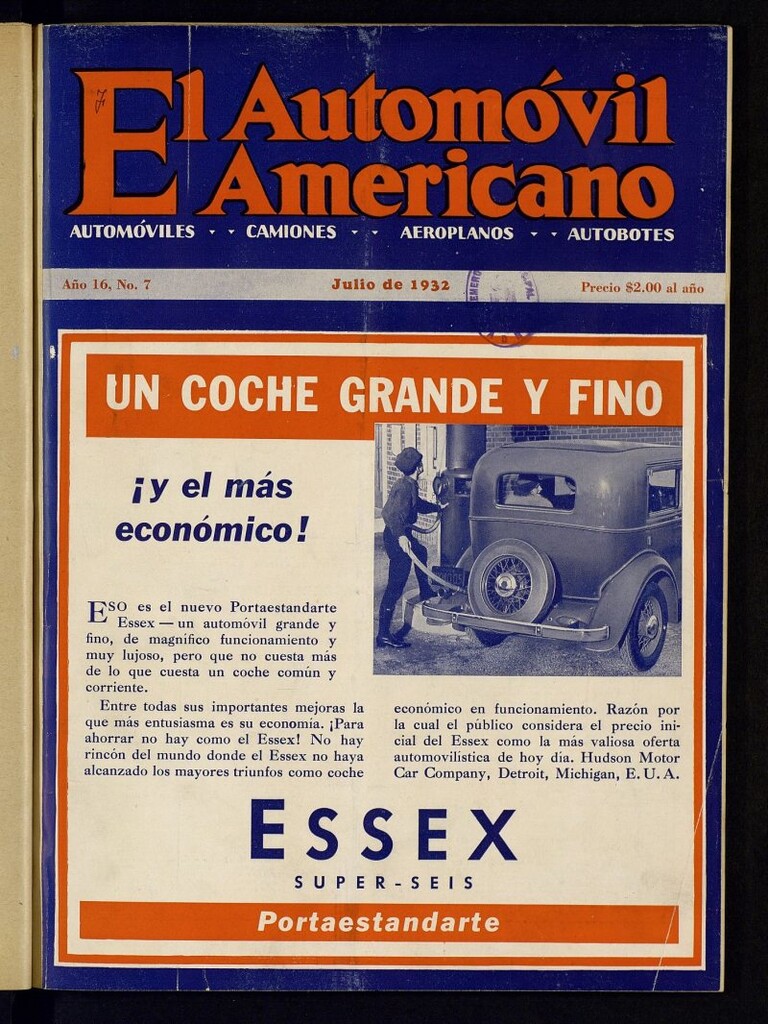 El Automóvil
Americano
AUTOMÓVILES - - CAMIONES - - AEROPLANOS - - AUTOBOTES
Año 16, No. 7
Julio de 1932
Precio $2.00 al año
UN COCHE GRANDE Y FINO
¡y el más
económico!
ESO es el nuevo Portaestandarte
Essex — un automóvil grande y
fino, de magnífico funcionamiento y
muy lujoso, pero que no cuesta más
de lo que cuesta un coche común y
corriente.
Entre todas sus importantes mejoras la
que más entusiasma es su economía. ¡Para
ahorrar no hay como el Essex! No hay
rincón del mundo donde el Essex no haya
alcanzado los mayores triunfos como coche
económico en funcionamiento. Razón por
la cual el público considera el precio ini-
cial del Essex como la más valiosa oferta
automovilística de hoy día. Hudson Motor
Car Company, Detroit, Michigan, E. U. A.
ESSEX
SUPER-SEIS
Portaestandarte